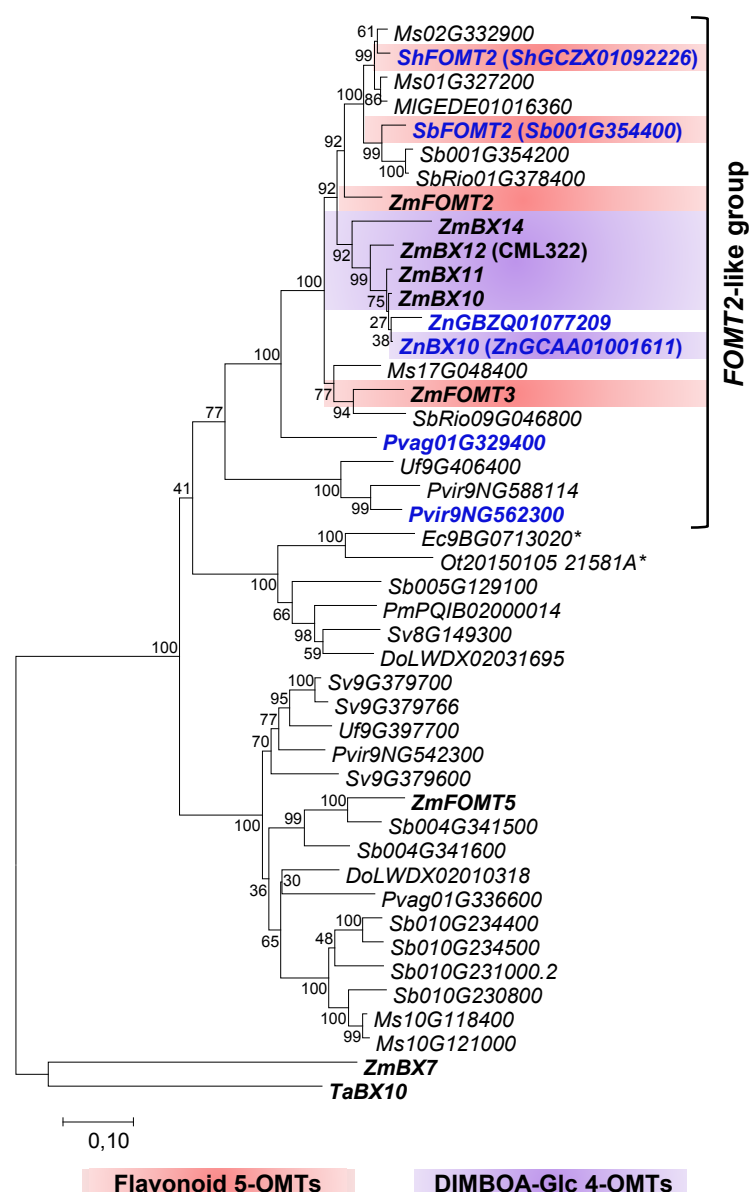 61
Ms02G332900
99
ShFOMT2 (ShGCZX01092226)
Ms01G327200
100
86
MlGEDE01016360
SbFOMT2 (Sb001G354400)
92
99
Sb001G354200
100
SbRio01G378400
92
ZmFOMT2
ZmBX14
92
ZmBX12 (CML322)
99
ZmBX11
100
75
ZmBX10
27
ZnGBZQ01077209
38
ZnBX10 (ZnGCAA01001611)
100
Ms17G048400
77
ZmFOMT3
94
SbRio09G046800
77
Pvag01G329400
Uf9G406400
100
Pvir9NG588114
99
Pvir9NG562300
FOMT2-like group
41
100
Ec9BG0713020*
Ot20150105 21581A*
100
Sb005G129100
66
PmPQIB02000014
98
Sv8G149300
59
DoLWDX02031695
100
100
Sv9G379700
95
Sv9G379766
77
Uf9G397700
70
Pvir9NG542300
Sv9G379600
100
ZmFOMT5
99
100
Sb004G341500
Sb004G341600
36
30
DoLWDX02010318
Pvag01G336600
65
100
Sb010G234400
48
Sb010G234500
Sb010G231000.2
100
Sb010G230800
100
Ms10G118400
99
Ms10G121000
ZmBX7
TaBX10
0,10
Flavonoid 5-OMTs
DIMBOA-Glc 4-OMTs